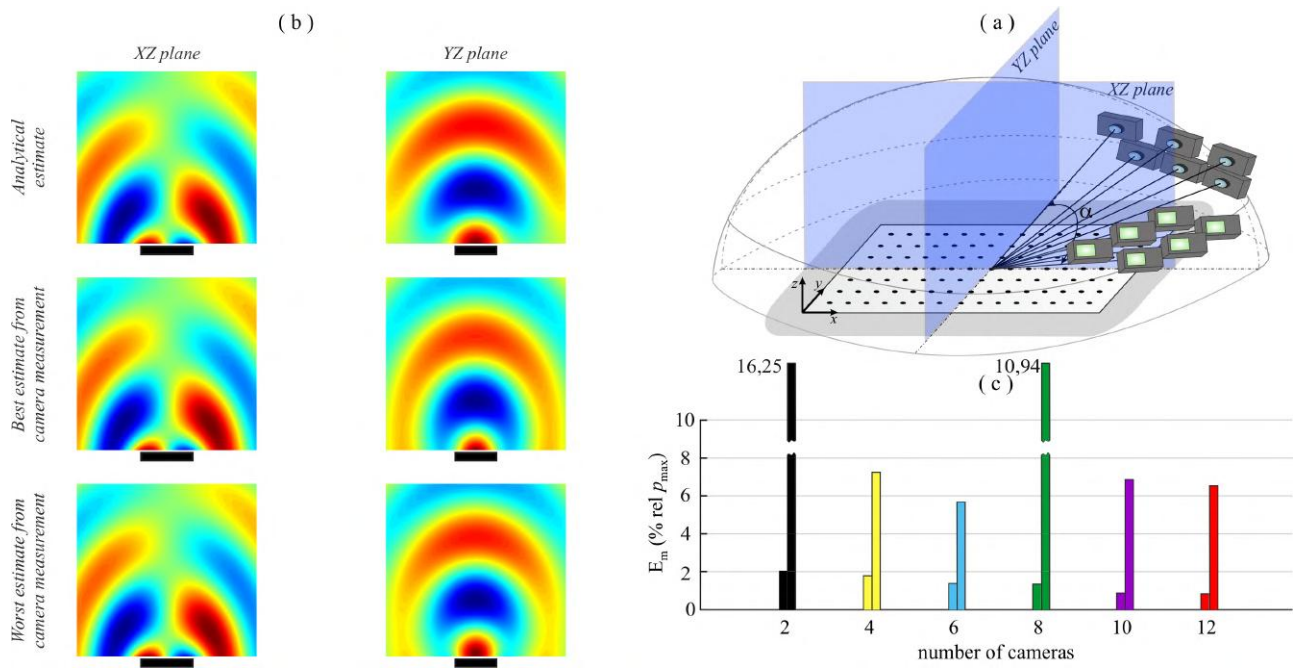 ( b )
XZ plane
YZ plane
Analytical
estimate
Best estimate from
camera measurement
Worst estimate from
camera measurement
( a )
YZ plane
XZ plane
α
z
y
x
( c )
16,25
10,94
10
8
6
4
2
0
E_m (% rel p_max)
2 4 6 8 10 12
number of cameras